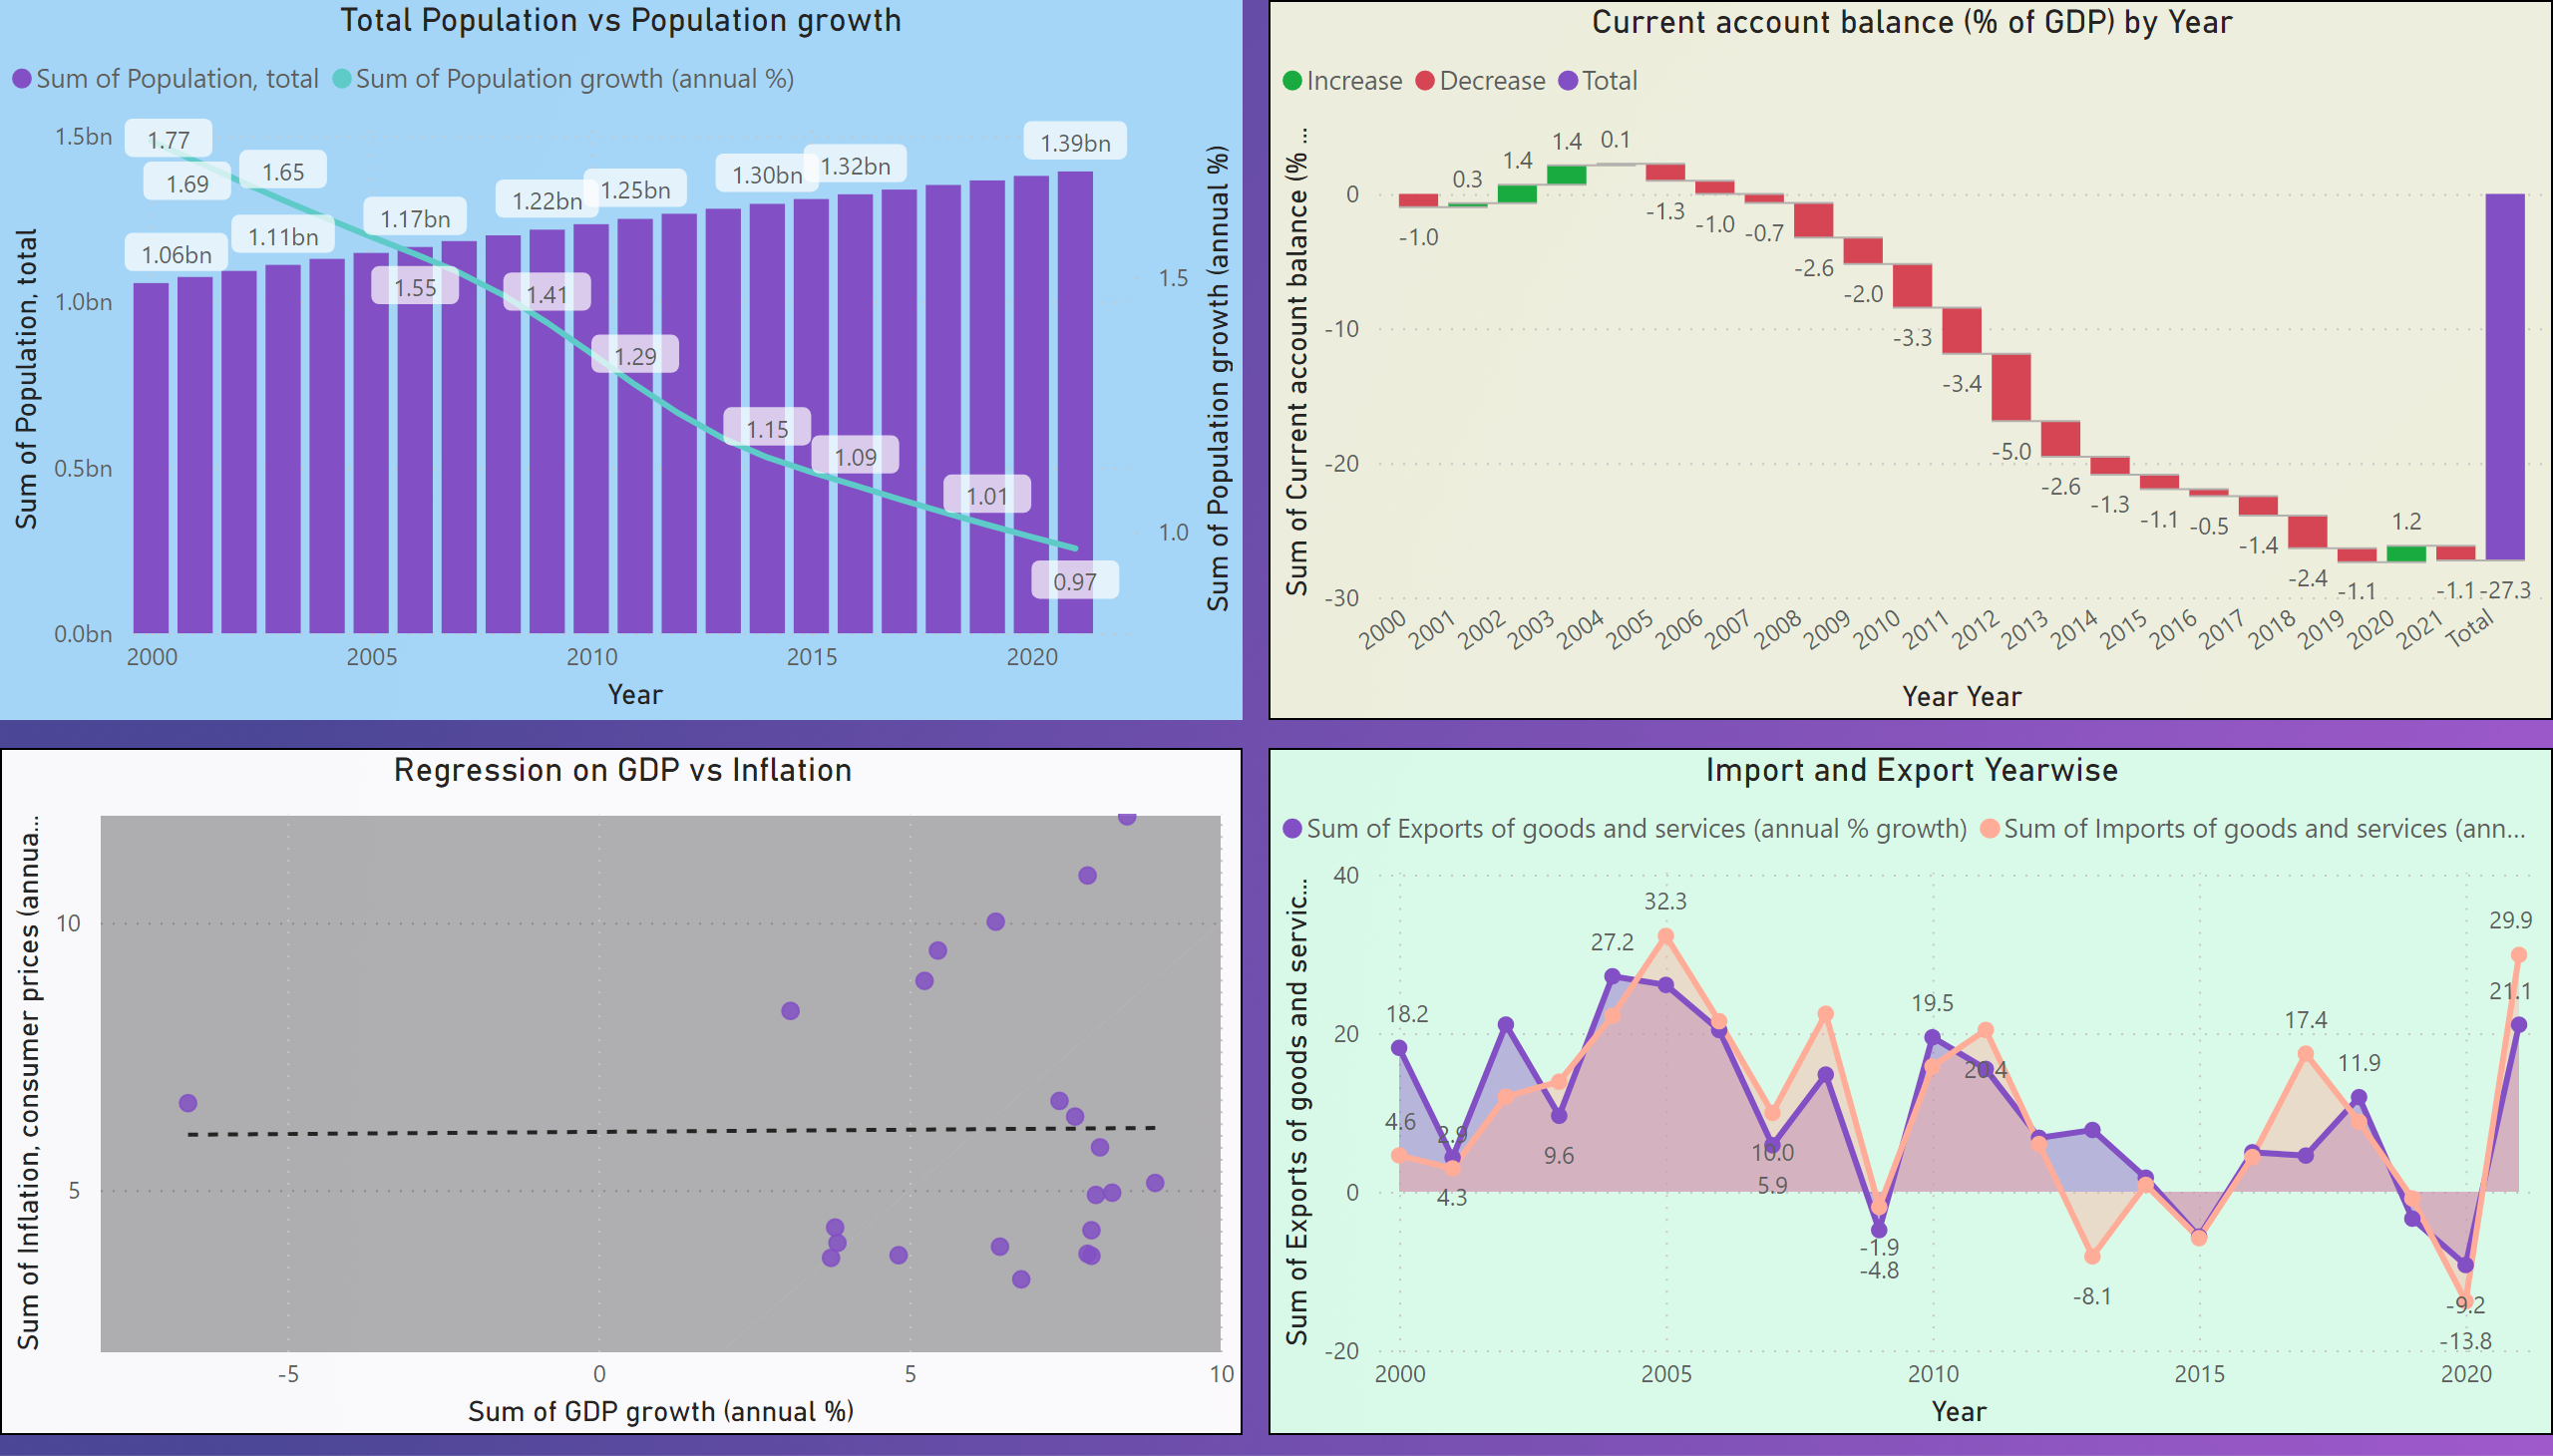 Total Population vs Population growth
Sum of Population, total Sum of Population growth (annual %)
Sum of Population, total
Sum of Population growth (annual %)
1.5bn
1.0bn
0.5bn
0.0bn
1.5
1.0
1.77
1.69
1.65
1.55
1.41
1.29
1.15
1.09
1.01
0.97
1.06bn
1.11bn
1.17bn
1.22bn
1.25bn
1.30bn
1.32bn
1.39bn
2000 2005 2010 2015 2020
Year
Current account balance (% of GDP) by Year
Increase Decrease Total
Sum of Current account balance (% ...
0
-10
-20
-30
-1.0
0.3
1.4
1.4
0.1
-1.3
-1.0
-0.7
-2.6
-2.0
-3.3
-3.4
-5.0
-2.6
-1.3
-1.1
-0.5
-1.4
-2.4
-1.1
1.2
-1.1
-27.3
2000 2001 2002 2003 2004 2005 2006 2007 2008 2009 2010 2011 2012 2013 2014 2015 2016 2017 2018 2019 2020 2021 Total
Year Year
Regression on GDP vs Inflation
Sum of Inflation, consumer prices (annua...
10
5
-5 0 5 10
Sum of GDP growth (annual %)
Import and Export Yearwise
Sum of Exports of goods and services (annual % growth) Sum of Imports of goods and services (ann...
Sum of Exports of goods and servic...
40
20
0
-20
18.2
4.6
2.9
4.3
9.6
27.2
32.3
10.0
5.9
-1.9
-4.8
19.5
20.4
-8.1
17.4
11.9
-9.2
-13.8
29.9
21.1
2000 2005 2010 2015 2020
Year